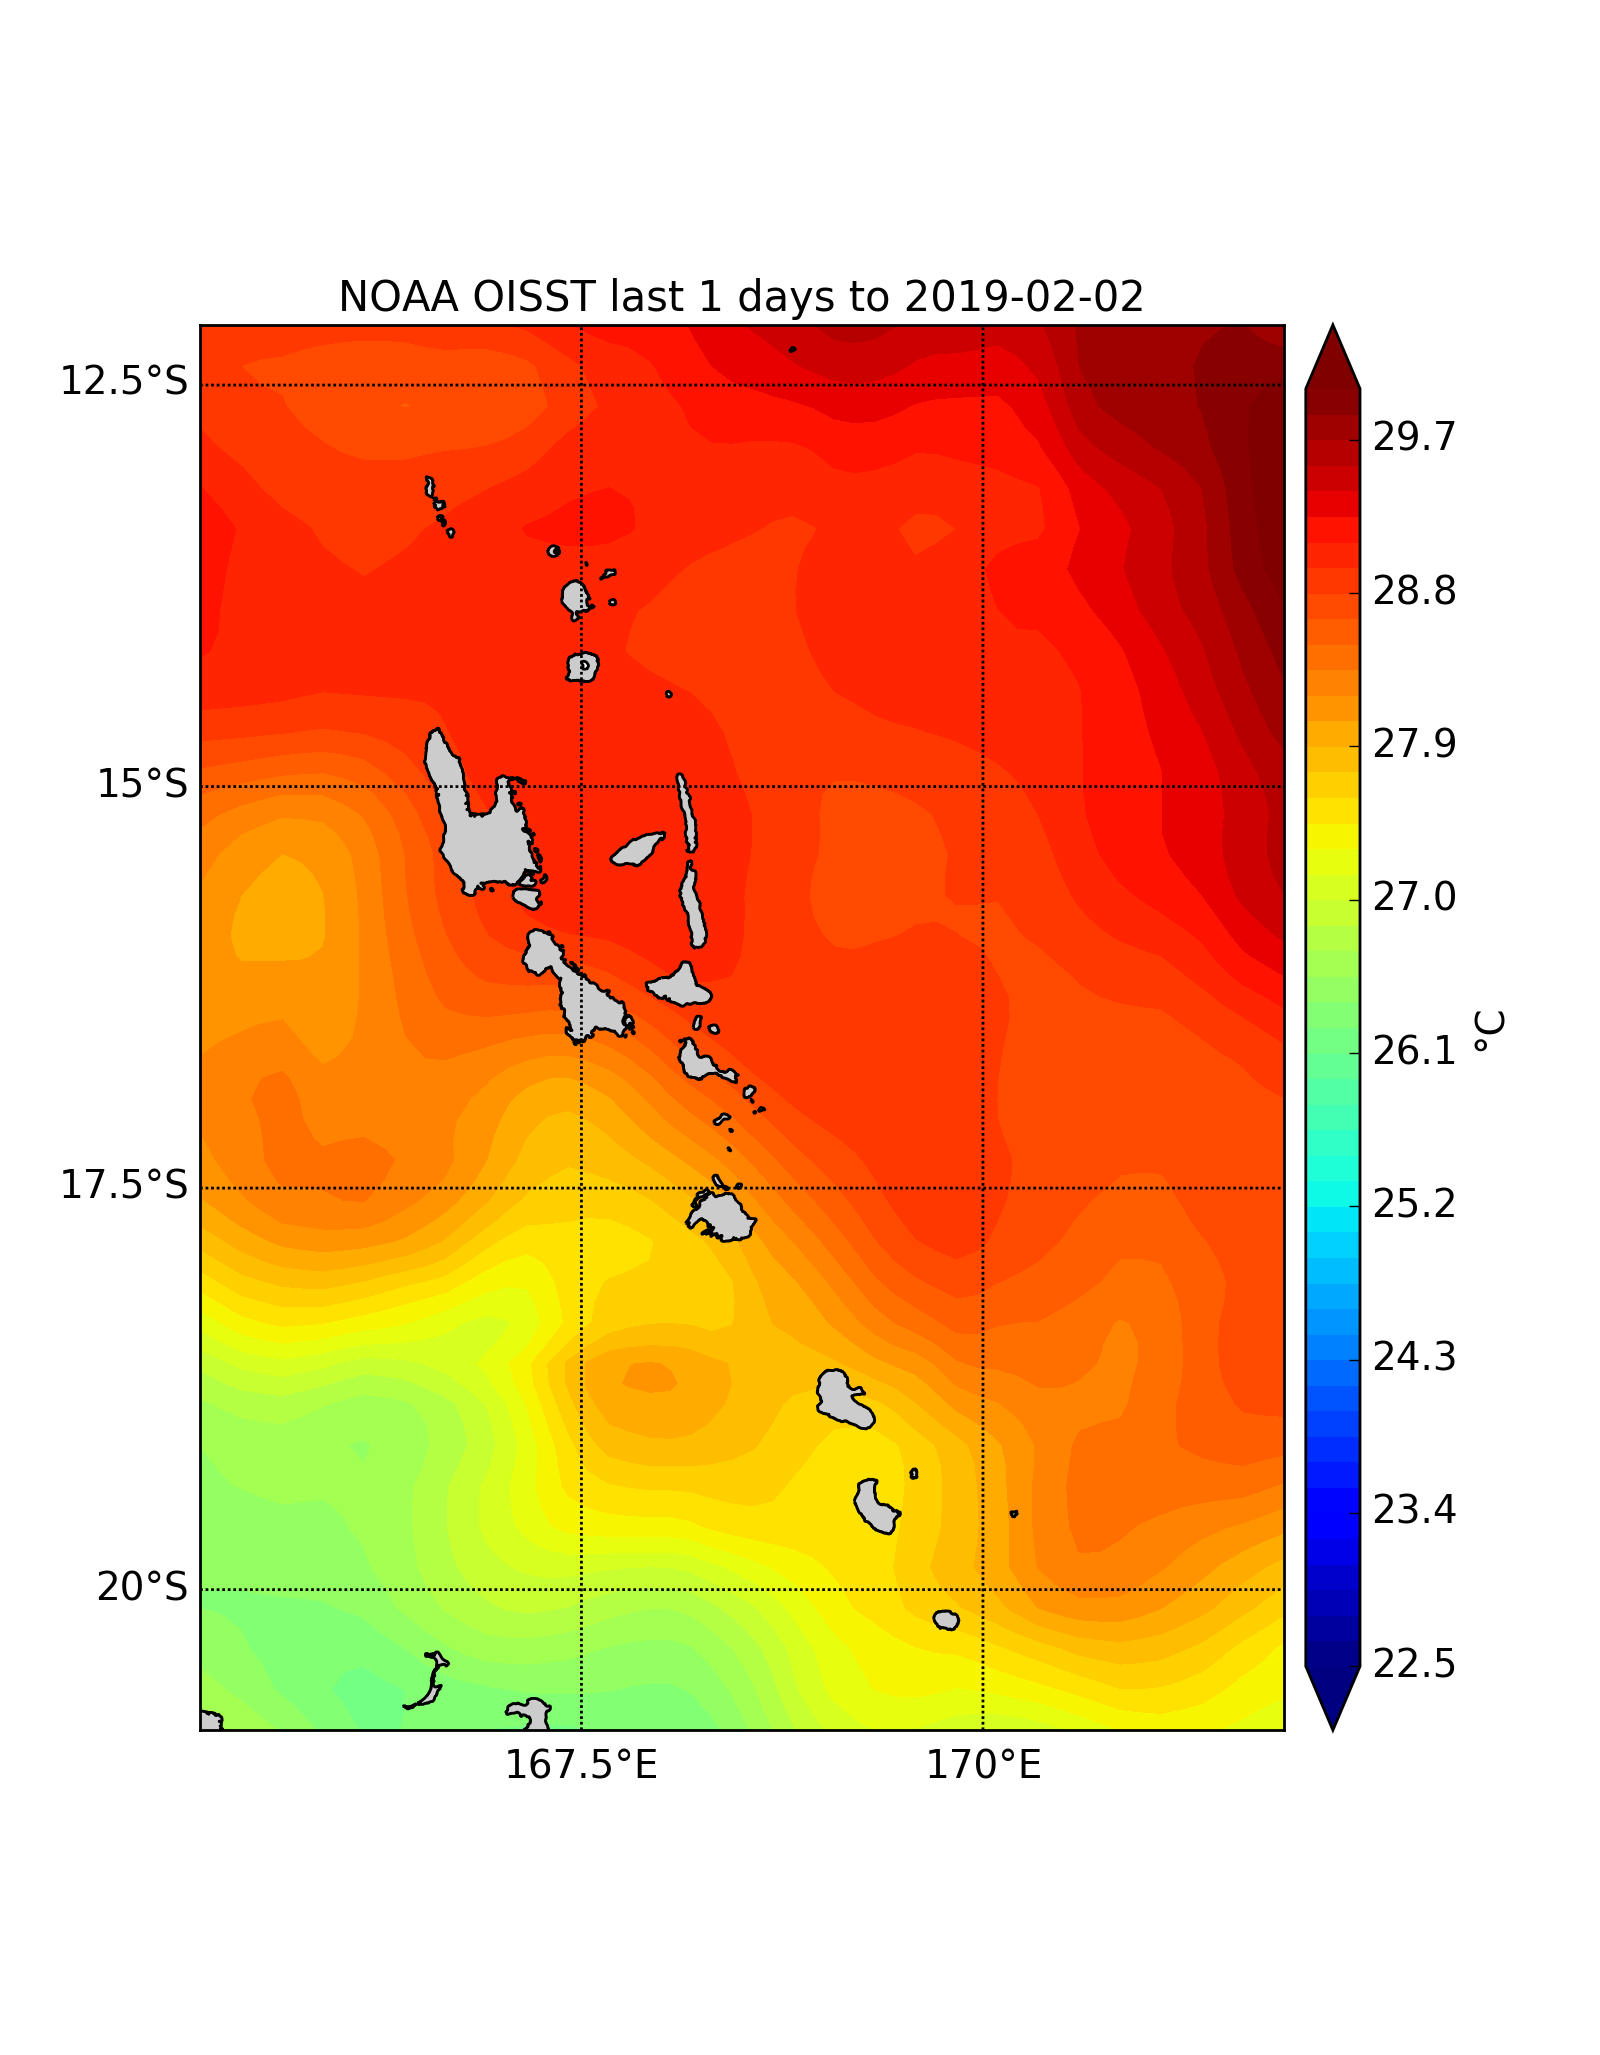 NOAA OISST last 1 days to 2019-02-02
12.5°S
15°S
17.5°S
20°S
167.5°E
170°E
29.7
28.8
27.9
27.0
26.1
25.2
24.3
23.4
22.5
°C